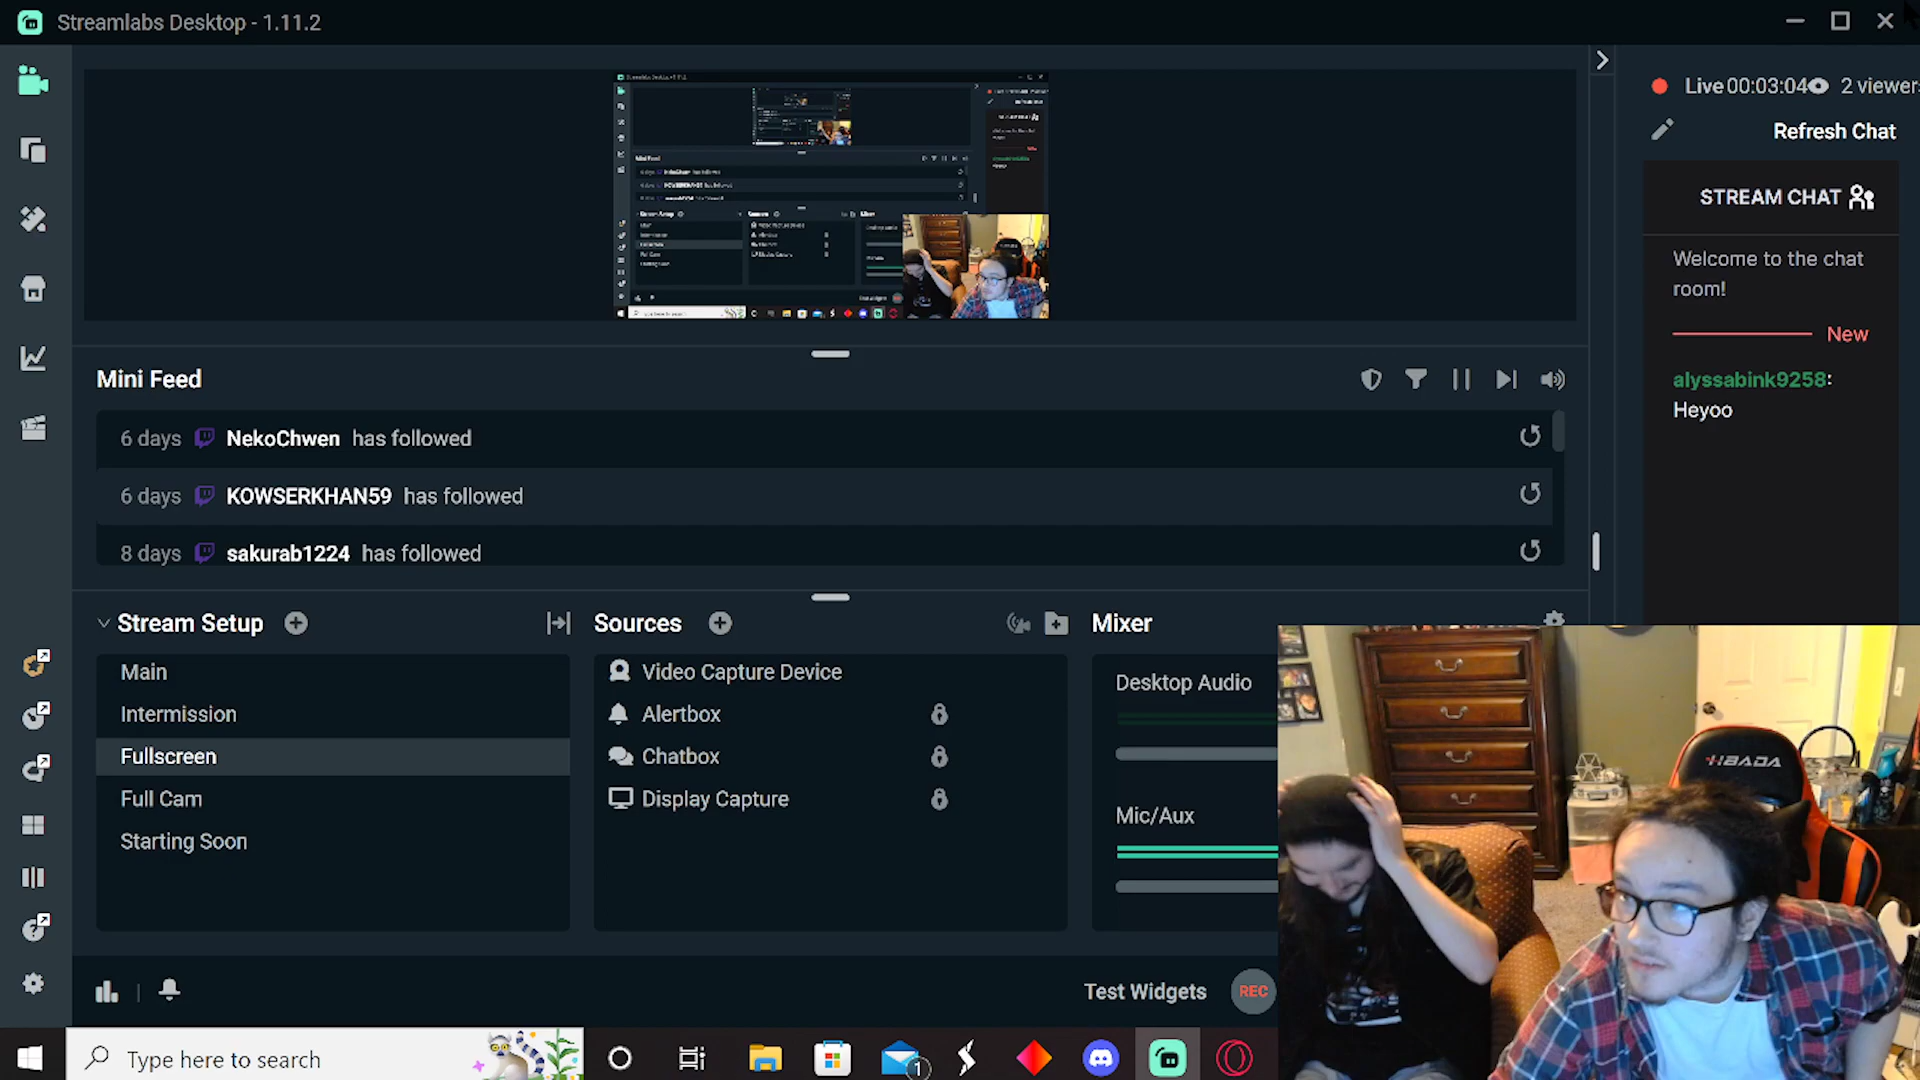 Streamlabs Desktop - 1.11.2
Live 00:03:04 2 viewers
Refresh Chat
STREAM CHAT
Welcome to the chat
room!
New
alyssabink9258:
Heyoo
Mini Feed
6 days NekoChwen has followed
6 days KOWSERKHAN59 has followed
8 days sakurab1224 has followed
Stream Setup
Main
Intermission
Fullscreen
Full Cam
Starting Soon
Sources
Video Capture Device
Alertbox
Chatbox
Display Capture
Mixer
Desktop Audio
Mic/Aux
HBADA
Test Widgets
REC
Type here to search
1